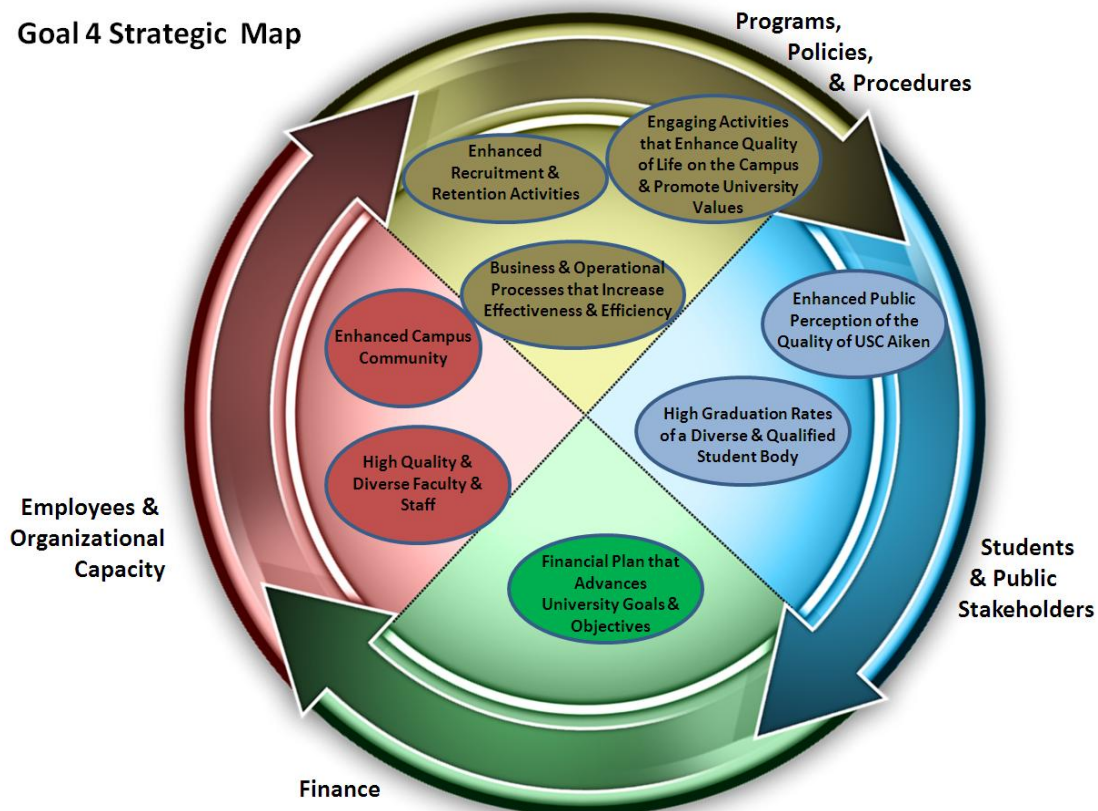 Goal 4 Strategic Map
Programs,
Policies,
& Procedures
Enhanced
Recruitment &
Retention Activities
Engaging Activities
that Enhance Quality
of Life on the Campus
& Promote University
Values
Business & Operational
Processes that Increase
Effectiveness & Efficiency
Enhanced Public
Perception of the
Quality of USC Aiken
High Graduation Rates
of a Diverse & Qualified
Student Body
Students
& Public
Stakeholders
Financial Plan that
Advances
University Goals &
Objectives
Finance
Enhanced Campus
Community
High Quality &
Diverse Faculty &
Staff
Employees &
Organizational
Capacity